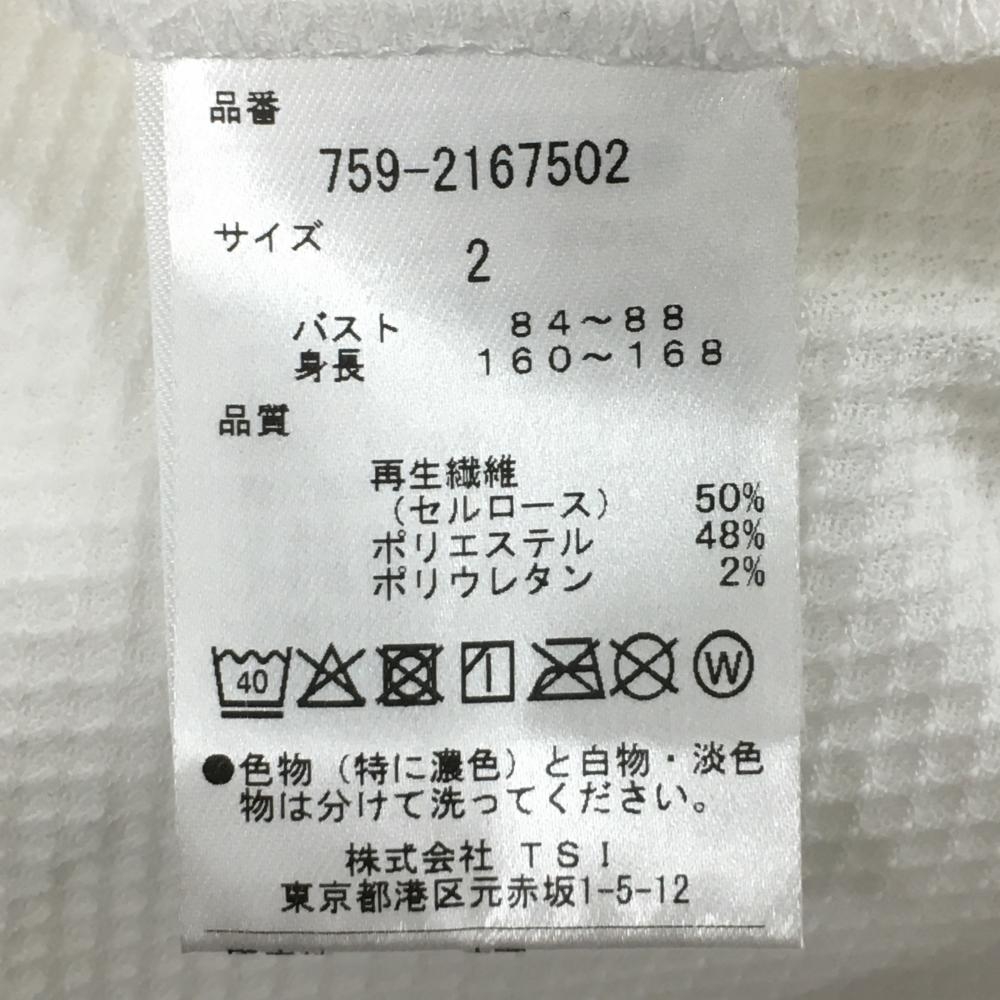 品番
759-2167502
サイズ
2
バスト 84～88
身長 160～168
品質
再生繊維
（セルロース） 50%
ポリエステル 48%
ポリウレタン 2%
40 W
●色物（特に濃色）と白物・淡色
物は分けて洗ってください。
株式会社 TSI
東京都港区元赤坂1-5-12